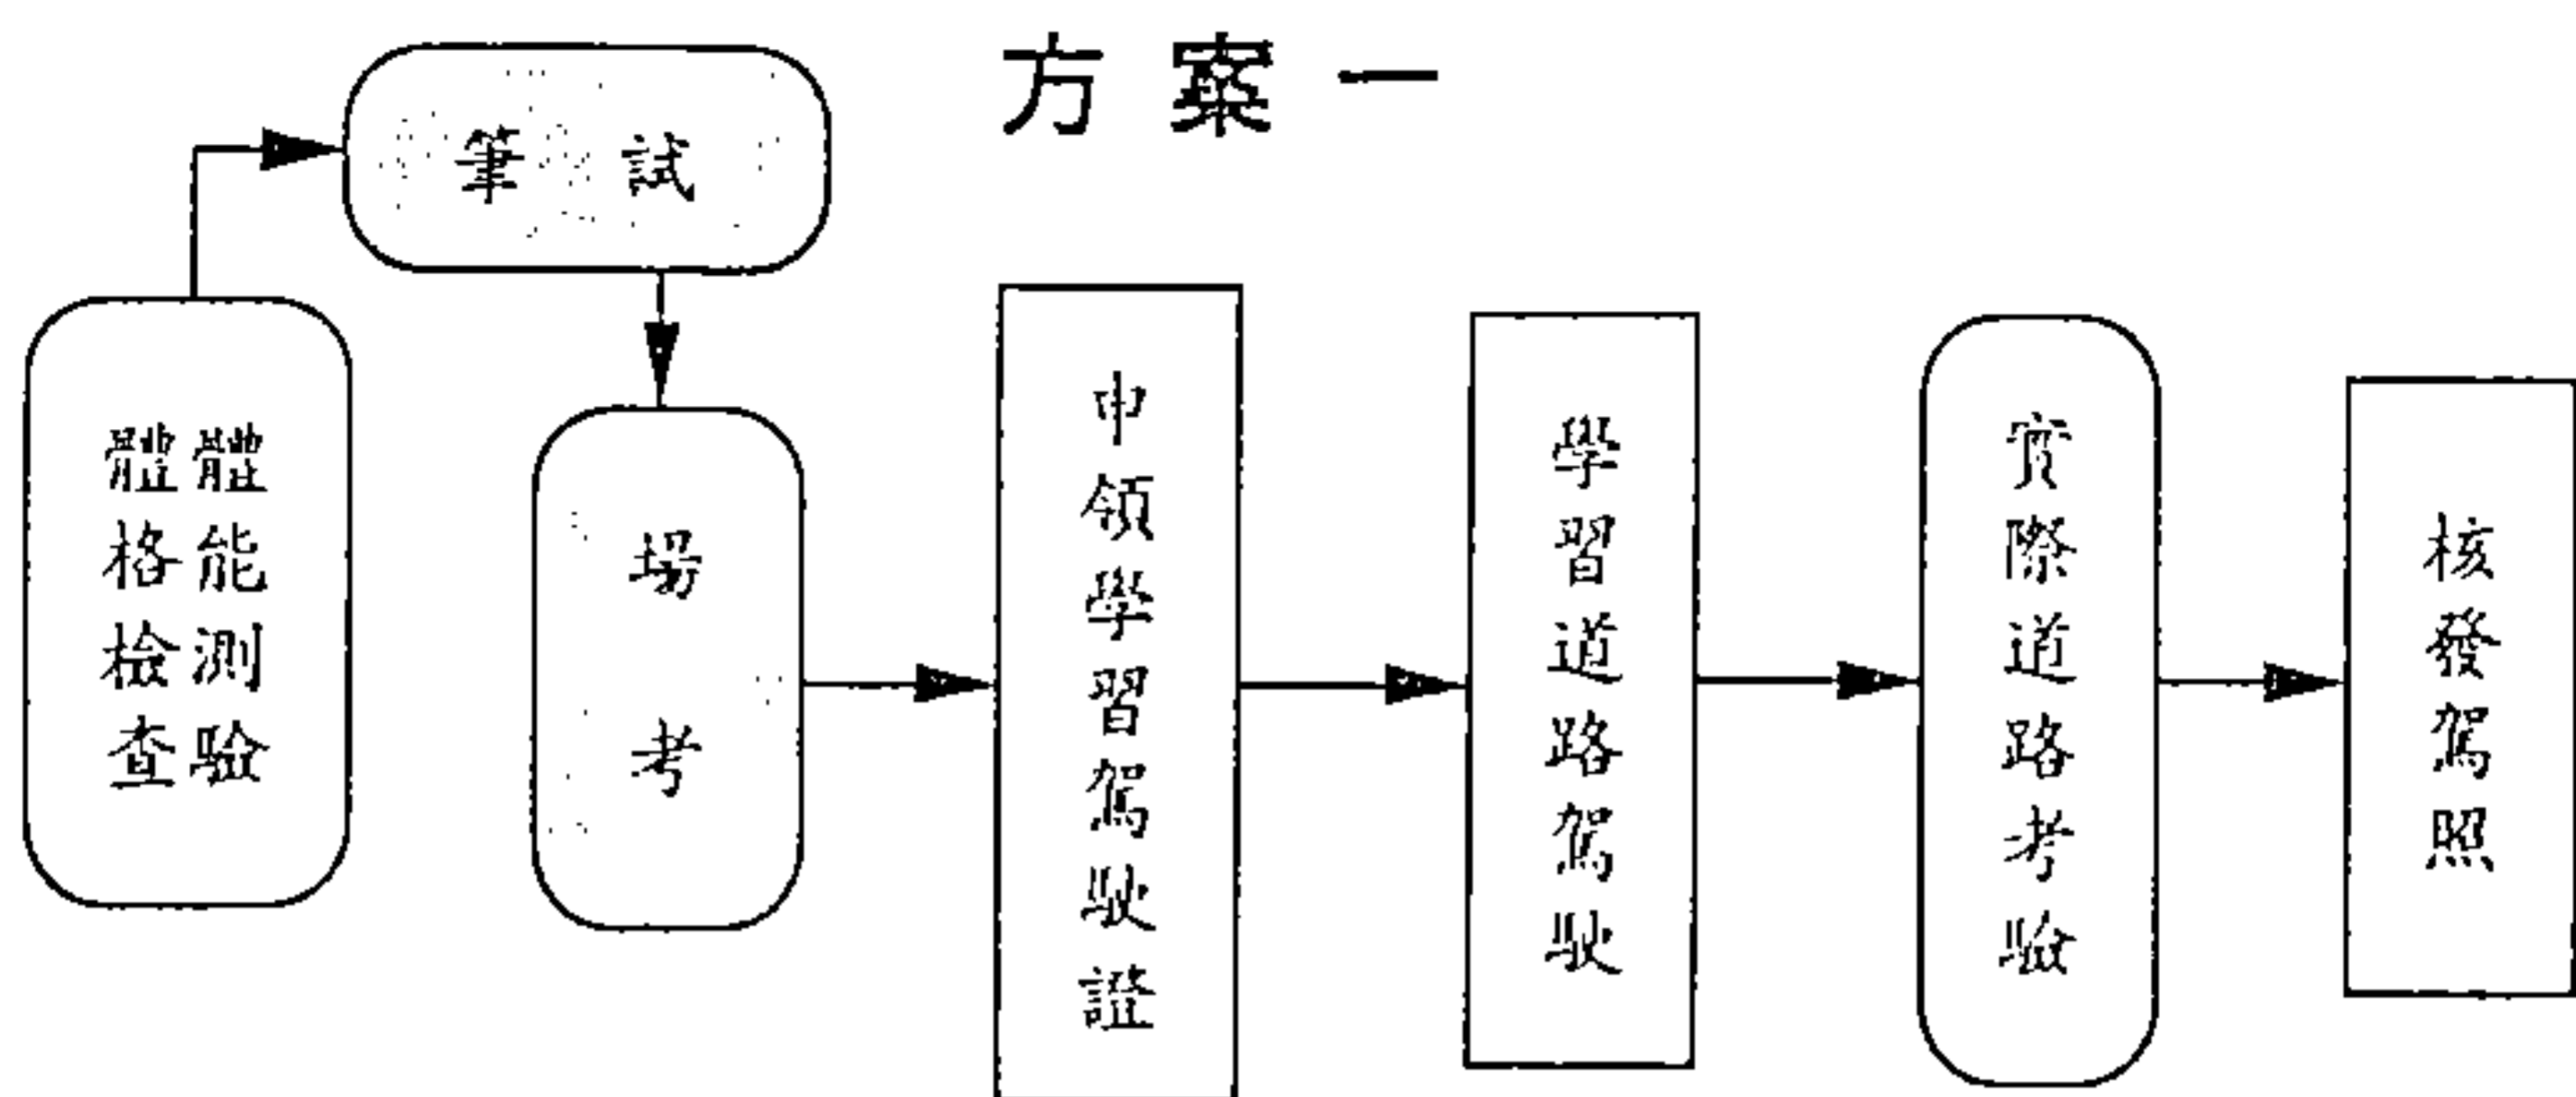 方案一
筆試
體格檢查
體能測驗
場考
申領學習駕駛證
學習道路駕駛
實際道路考驗
核發駕照